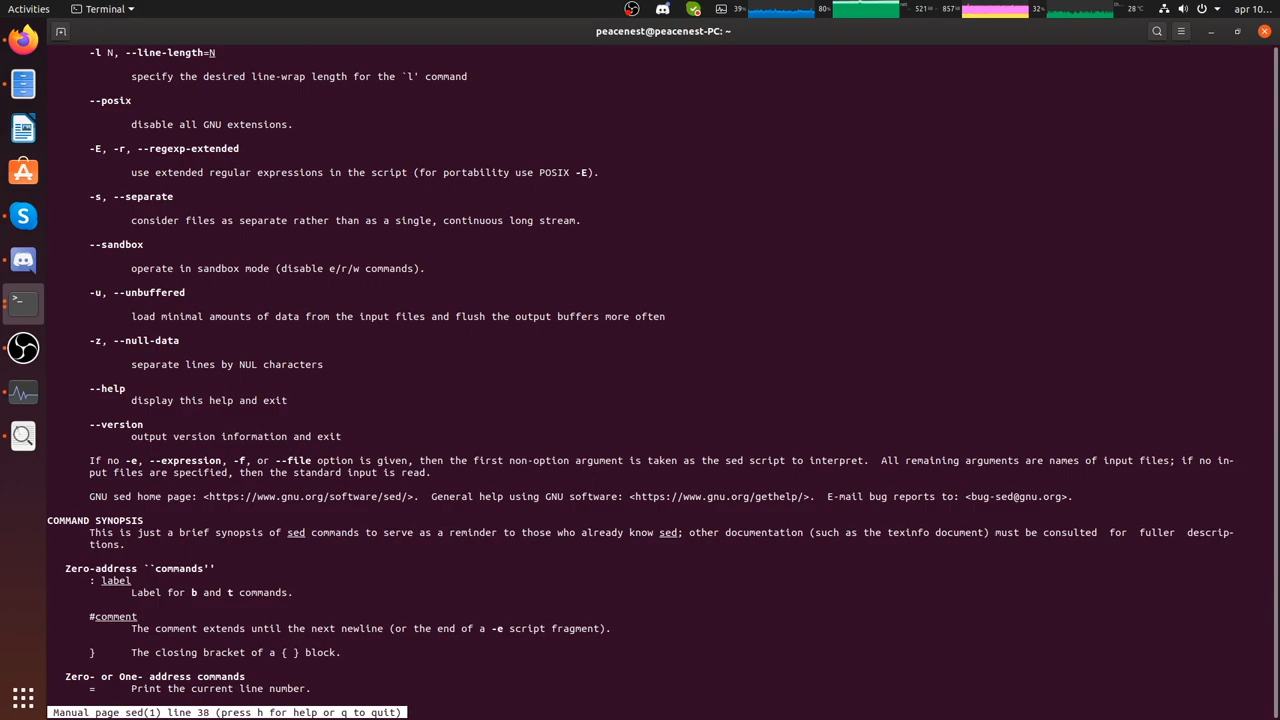 Activities Terminal 39% 80% 521 857 32% 28°C apr 10...
peacenest@peacenest-PC: ~
-l N, --line-length=N
specify the desired line-wrap length for the `l' command
--posix
disable all GNU extensions.
-E, -r, --regexp-extended
use extended regular expressions in the script (for portability use POSIX -E).
-s, --separate
consider files as separate rather than as a single, continuous long stream.
--sandbox
operate in sandbox mode (disable e/r/w commands).
-u, --unbuffered
load minimal amounts of data from the input files and flush the output buffers more often
-z, --null-data
separate lines by NUL characters
--help
display this help and exit
--version
output version information and exit
If no -e, --expression, -f, or --file option is given, then the first non-option argument is taken as the sed script to interpret. All remaining arguments are names of input files; if no in-
put files are specified, then the standard input is read.
GNU sed home page: <https://www.gnu.org/software/sed/>. General help using GNU software: <https://www.gnu.org/gethelp/>. E-mail bug reports to: <bug-sed@gnu.org>.
COMMAND SYNOPSIS
This is just a brief synopsis of sed commands to serve as a reminder to those who already know sed; other documentation (such as the texinfo document) must be consulted for fuller descrip-
tions.
Zero-address ``commands''
: label
Label for b and t commands.
#comment
The comment extends until the next newline (or the end of a -e script fragment).
} The closing bracket of a { } block.
Zero- or One- address commands
= Print the current line number.
Manual page sed(1) line 38 (press h for help or q to quit)